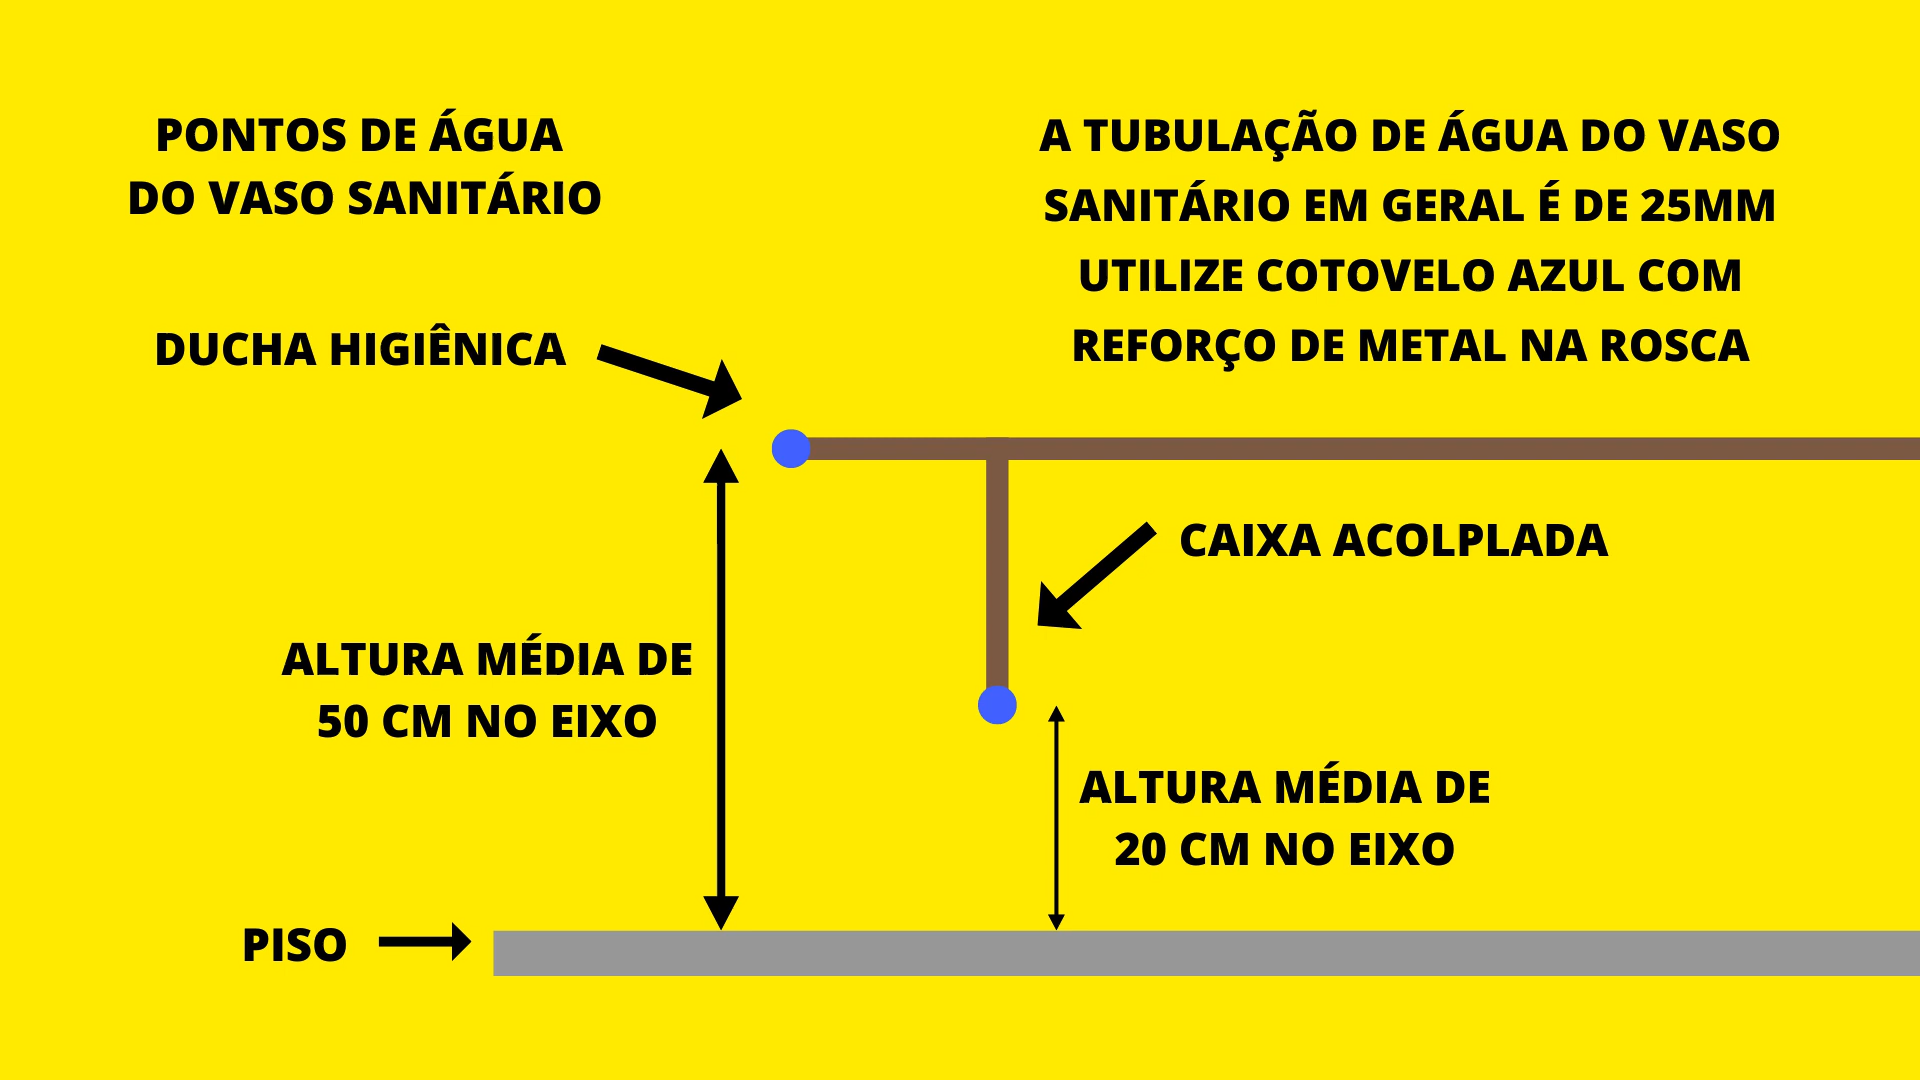 PONTOS DE ÁGUA
DO VASO SANITÁRIO
A TUBULAÇÃO DE ÁGUA DO VASO
SANITÁRIO EM GERAL É DE 25MM
UTILIZE COTOVELO AZUL COM
REFORÇO DE METAL NA ROSCA
DUCHA HIGIÊNICA
CAIXA ACOLPLADA
ALTURA MÉDIA DE
50 CM NO EIXO
ALTURA MÉDIA DE
20 CM NO EIXO
PISO